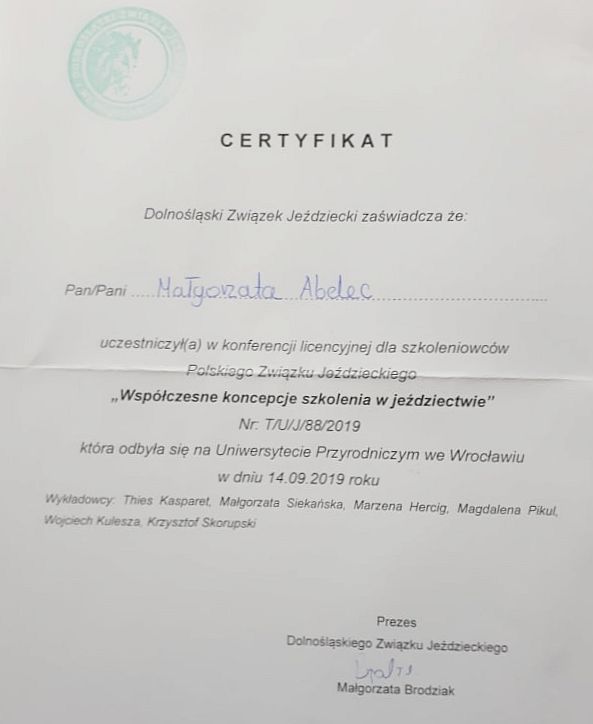 CERTYFIKAT
Dolnośląski Związek Jeździecki zaświadcza że:
Pan/Pani ..... Małgorzata Abelec ..............................
uczestniczył(a) w konferencji licencyjnej dla szkoleniowców
Polskiego Związku Jeździeckiego
„Współczesne koncepcje szkolenia w jeździectwie”
Nr: T/U/J/88/2019
która odbyła się na Uniwersytecie Przyrodniczym we Wrocławiu
w dniu 14.09.2019 roku
Wykładowcy: Thies Kasparet, Małgorzata Siekańska, Marzena Hercig, Magdalena Pikul,
Wojciech Kulesza, Krzysztof Skorupski
Prezes
Dolnośląskiego Związku Jeździeckiego
Małgorzata Brodziak